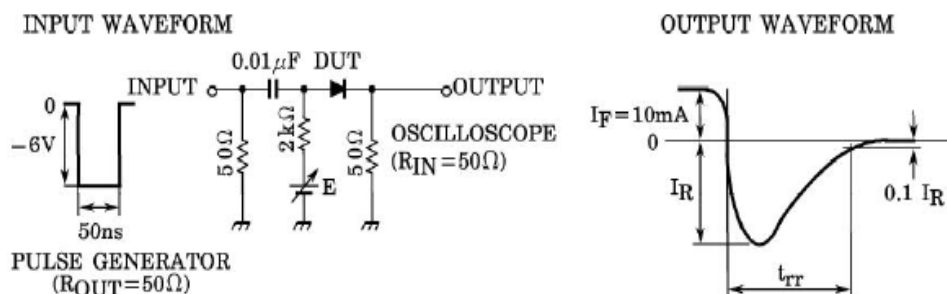 INPUT WAVEFORM
OUTPUT WAVEFORM
0.01μF DUT
INPUT
OUTPUT
0
-6V
50ns
50Ω
2kΩ
E
50Ω
OSCILLOSCOPE
(RIN=50Ω)
PULSE GENERATOR
(ROUT=50Ω)
IF=10mA
0
IR
0.1 IR
trr